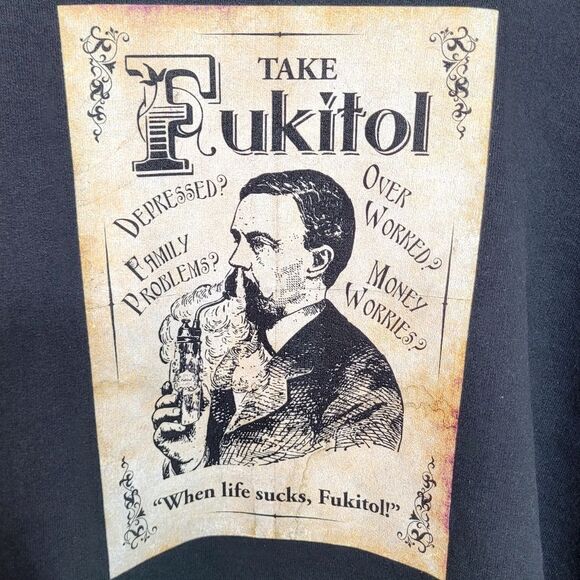 TAKE
Fukitol
DEPRESSED?
OVER
WORKED?
FAMILY
PROBLEMS?
MONEY
WORRIES?
“When life sucks, Fukitol!”